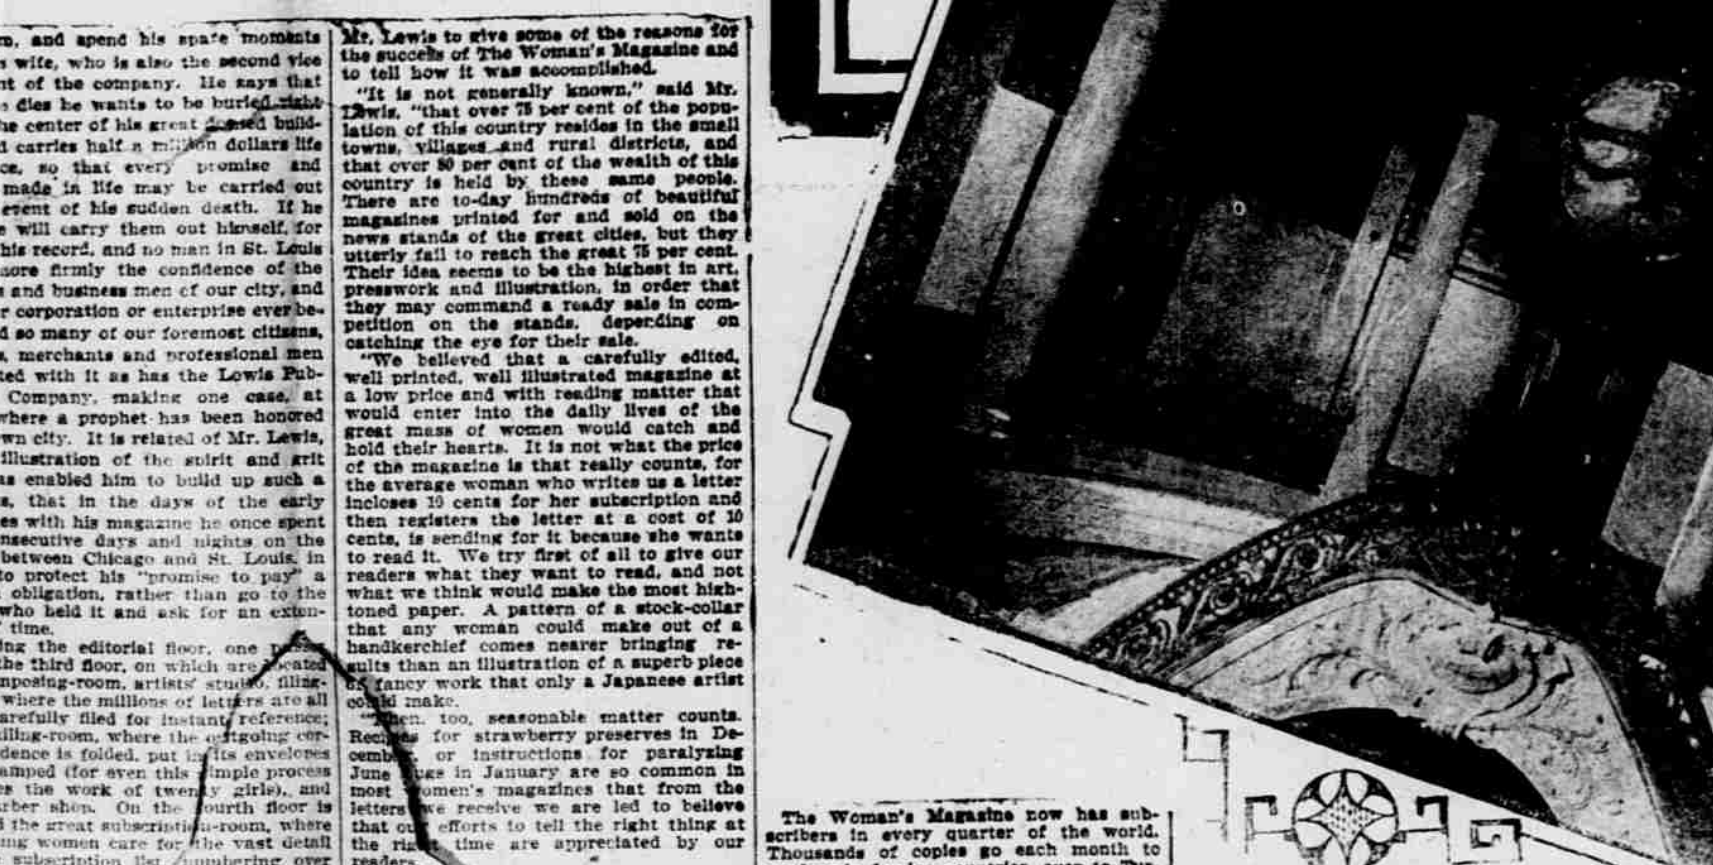 and spend his spare moments
wife, who is also the second vice
of the company. He says that
dies he wants to be buried right
center of his great domed build-
carries half a million dollars life
so that every promise and
made in life may be carried out
event of his sudden death. If he
will carry them out himself, for
his record, and no man in St. Louis
more firmly the confidence of the
and business men of our city, and
corporation or enterprise ever be-
so many of our foremost citizens,
merchants and professional men
with it as has the Lewis Pub-
Company, making one case, at
where a prophet has been honored
city. It is related of Mr. Lewis,
illustration of the spirit and grit
enabled him to build up such a
that in the days of the early
with his magazine he once spent
days and nights on the
between Chicago and St. Louis, in
to protect his "promise to pay" a
obligation, rather than go to the
who held it and ask for an exten-
time.
the editorial floor, one passes
the third floor, on which are located
artists' studio, filing-
where the millions of letters are all
carefully filed for instant reference;
where the outgoing cor-
is folded, put in its envelopes
(for even this simple process
the work of twenty girls), and
shop. On the fourth floor is
the great subscription-room, where
women care for the vast detail
subscription list numbering over
Mr. Lewis to give some of the reasons for
the success of The Woman's Magazine and
to tell how it was accomplished.
"It is not generally known," said Mr.
Lewis, "that over 75 per cent of the popu-
lation of this country resides in the small
towns, villages and rural districts, and
that over 80 per cent of the wealth of this
country is held by these same people.
There are to-day hundreds of beautiful
magazines printed for and sold on the
news stands of the great cities, but they
utterly fail to reach the great 75 per cent.
Their idea seems to be the highest in art,
presswork and illustration, in order that
they may command a ready sale in com-
petition on the stands, depending on
catching the eye for their sale.
"We believed that a carefully edited,
well printed, well illustrated magazine at
a low price and with reading matter that
would enter into the daily lives of the
great mass of women would catch and
hold their hearts. It is not what the price
of the magazine is that really counts, for
the average woman who writes us a letter
incloses 10 cents for her subscription and
then registers the letter at a cost of 10
cents, is sending for it because she wants
to read it. We try first of all to give our
readers what they want to read, and not
what we think would make the most high-
toned paper. A pattern of a stock-collar
that any woman could make out of a
handkerchief comes nearer bringing re-
sults than an illustration of a superb piece
of fancy work that only a Japanese artist
could make.
"Then, too, seasonable matter counts.
Recipes for strawberry preserves in De-
cember, or instructions for paralyzing
June bugs in January are so common in
most women's magazines that from the
letters we receive we are led to believe
that our efforts to tell the right thing at
the right time are appreciated by our
readers.
The Woman's Magazine now has sub-
scribers in every quarter of the world.
Thousands of copies go each month to